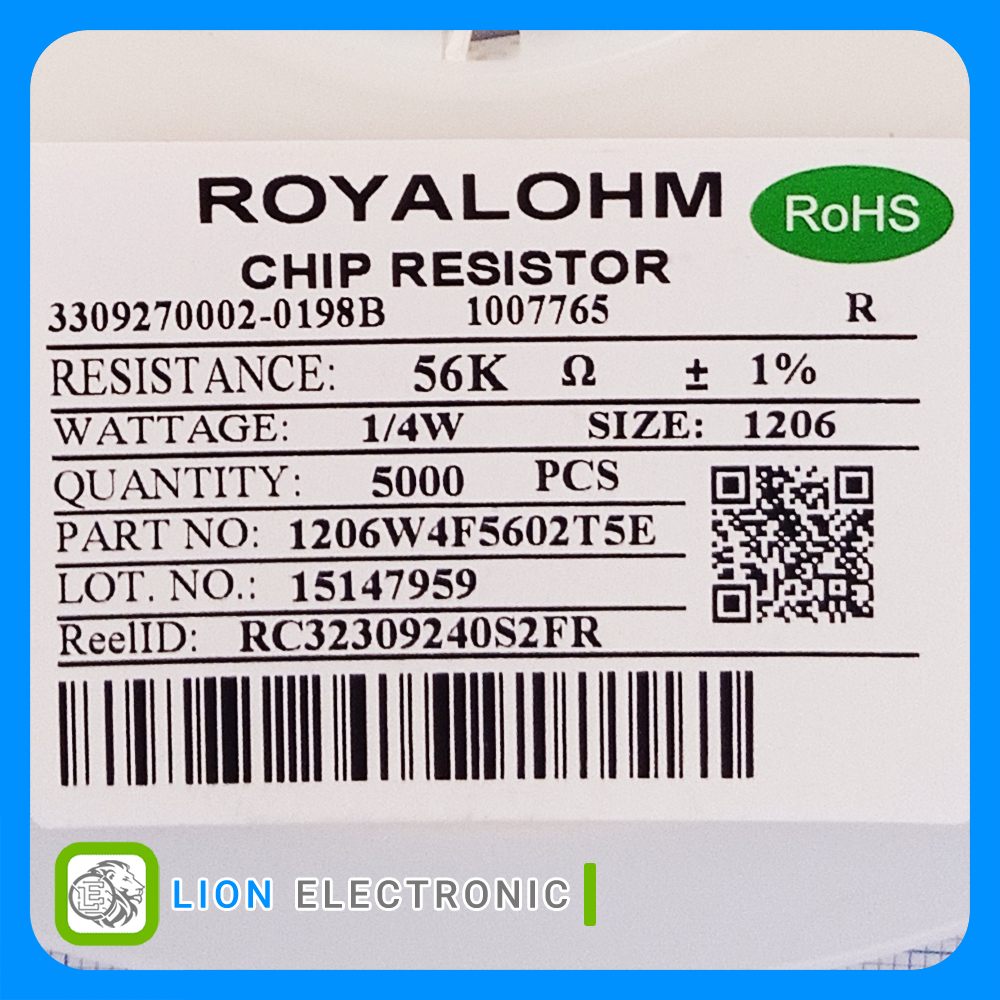 ROYALOHM
RoHS
CHIP RESISTOR
3309270002-0198B 1007765 R
RESISTANCE: 56K Ω ± 1%
WATTAGE: 1/4W SIZE: 1206
QUANTITY: 5000 PCS
PART NO: 1206W4F5602T5E
LOT. NO.: 15147959
ReelID: RC32309240S2FR
LION ELECTRONIC